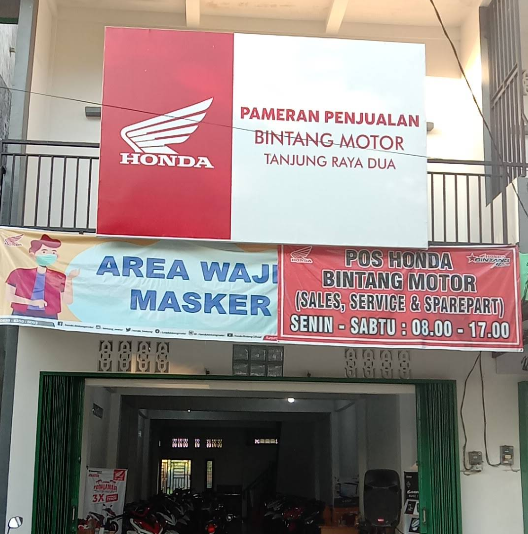 HONDA
PAMERAN PENJUALAN
BINTANG MOTOR
TANJUNG RAYA DUA
AREA WAJI
MASKER
POS HONDA
BINTANG
BINTANG MOTOR
(SALES, SERVICE & SPAREPART)
SENIN - SABTU : 08.00 - 17.00
3X